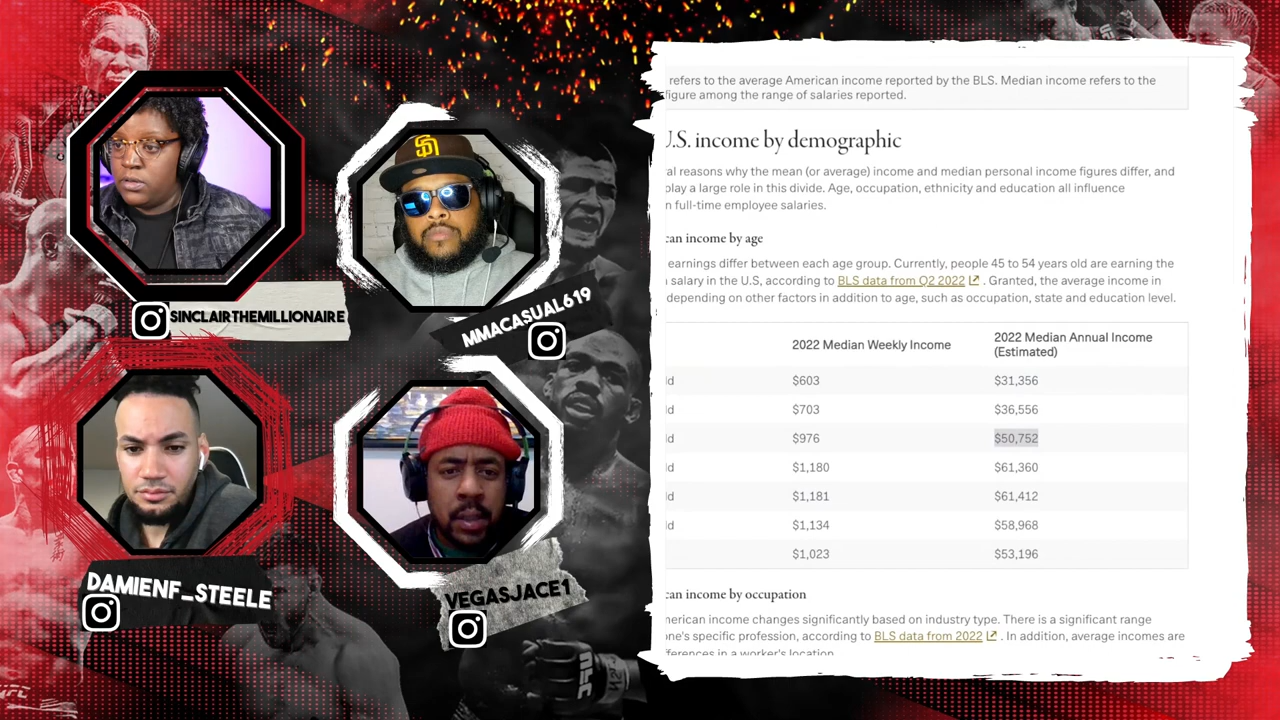 SINCLAIRTHEMILLIONAIRE
MMACASUAL619
DAMIENF_STEELE
VEGASJACE1
refers to the average American income reported by the BLS. Median income refers to the
figure among the range of salaries reported.
U.S. income by demographic
al reasons why the mean (or average) income and median personal income figures differ, and
play a large role in this divide. Age, occupation, ethnicity and education all influence
n full-time employee salaries.
can income by age
earnings differ between each age group. Currently, people 45 to 54 years old are earning the
salary in the U.S, according to BLS data from Q2 2022 . Granted, the average income in
depending on other factors in addition to age, such as occupation, state and education level.
2022 Median Weekly Income 2022 Median Annual Income
(Estimated)
ld $603 $31,356
ld $703 $36,556
ld $976 $50,752
ld $1,180 $61,360
ld $1,181 $61,412
ld $1,134 $58,968
$1,023 $53,196
can income by occupation
merican income changes significantly based on industry type. There is a significant range
one's specific profession, according to BLS data from 2022 . In addition, average incomes are
fferences in a worker's location.
UFC